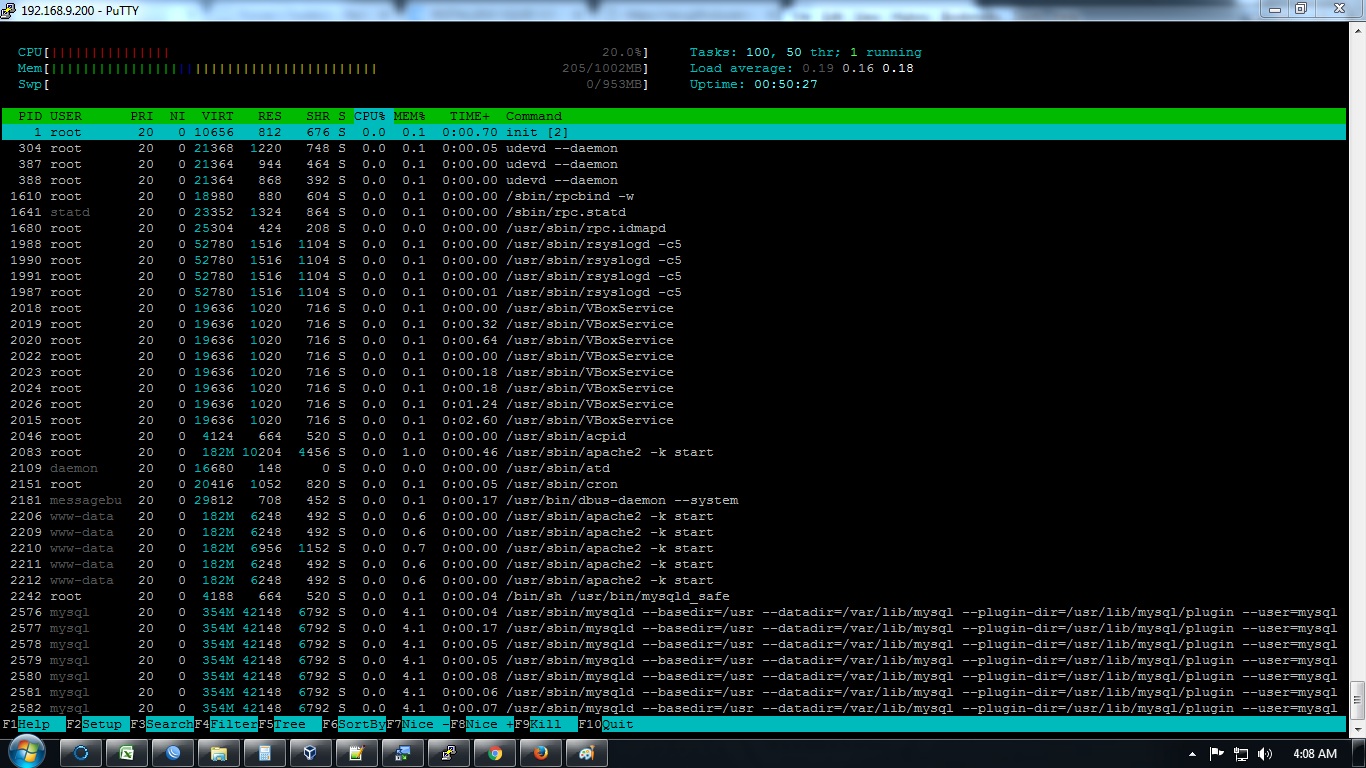 192.168.9.200 - PuTTY
CPU[||||||||||||||| 20.0%] Tasks: 100, 50 thr; 1 running
Mem[||||||||||||||||||||||||||||||||||||||||| 205/1002MB] Load average: 0.19 0.16 0.18
Swp[ 0/953MB] Uptime: 00:50:27
PID USER PRI NI VIRT RES SHR S CPU% MEM% TIME+ Command
1 root 20 0 10656 812 676 S 0.0 0.1 0:00.70 init [2]
304 root 20 0 21368 1220 748 S 0.0 0.1 0:00.05 udevd --daemon
387 root 20 0 21364 944 464 S 0.0 0.1 0:00.00 udevd --daemon
388 root 20 0 21364 868 392 S 0.0 0.1 0:00.00 udevd --daemon
1610 root 20 0 18980 880 604 S 0.0 0.1 0:00.00 /sbin/rpcbind -w
1641 statd 20 0 23352 1324 864 S 0.0 0.1 0:00.00 /sbin/rpc.statd
1680 root 20 0 25304 424 208 S 0.0 0.0 0:00.00 /usr/sbin/rpc.idmapd
1988 root 20 0 52780 1516 1104 S 0.0 0.1 0:00.00 /usr/sbin/rsyslogd -c5
1990 root 20 0 52780 1516 1104 S 0.0 0.1 0:00.00 /usr/sbin/rsyslogd -c5
1991 root 20 0 52780 1516 1104 S 0.0 0.1 0:00.00 /usr/sbin/rsyslogd -c5
1987 root 20 0 52780 1516 1104 S 0.0 0.1 0:00.01 /usr/sbin/rsyslogd -c5
2018 root 20 0 19636 1020 716 S 0.0 0.1 0:00.00 /usr/sbin/VBoxService
2019 root 20 0 19636 1020 716 S 0.0 0.1 0:00.32 /usr/sbin/VBoxService
2020 root 20 0 19636 1020 716 S 0.0 0.1 0:00.64 /usr/sbin/VBoxService
2022 root 20 0 19636 1020 716 S 0.0 0.1 0:00.00 /usr/sbin/VBoxService
2023 root 20 0 19636 1020 716 S 0.0 0.1 0:00.18 /usr/sbin/VBoxService
2024 root 20 0 19636 1020 716 S 0.0 0.1 0:00.18 /usr/sbin/VBoxService
2026 root 20 0 19636 1020 716 S 0.0 0.1 0:01.24 /usr/sbin/VBoxService
2015 root 20 0 19636 1020 716 S 0.0 0.1 0:02.60 /usr/sbin/VBoxService
2046 root 20 0 4124 664 520 S 0.0 0.1 0:00.00 /usr/sbin/acpid
2083 root 20 0 182M 10204 4456 S 0.0 1.0 0:00.46 /usr/sbin/apache2 -k start
2109 daemon 20 0 16680 148 0 S 0.0 0.0 0:00.00 /usr/sbin/atd
2151 root 20 0 20416 1052 820 S 0.0 0.1 0:00.05 /usr/sbin/cron
2181 messagebu 20 0 29812 708 452 S 0.0 0.1 0:00.17 /usr/bin/dbus-daemon --system
2206 www-data 20 0 182M 6248 492 S 0.0 0.6 0:00.00 /usr/sbin/apache2 -k start
2209 www-data 20 0 182M 6248 492 S 0.0 0.6 0:00.00 /usr/sbin/apache2 -k start
2210 www-data 20 0 182M 6956 1152 S 0.0 0.7 0:00.00 /usr/sbin/apache2 -k start
2211 www-data 20 0 182M 6248 492 S 0.0 0.6 0:00.00 /usr/sbin/apache2 -k start
2212 www-data 20 0 182M 6248 492 S 0.0 0.6 0:00.00 /usr/sbin/apache2 -k start
2242 root 20 0 4188 664 520 S 0.0 0.1 0:00.04 /bin/sh /usr/bin/mysqld_safe
2576 mysql 20 0 354M 42148 6792 S 0.0 4.1 0:00.04 /usr/sbin/mysqld --basedir=/usr --datadir=/var/lib/mysql --plugin-dir=/usr/lib/mysql/plugin --user=mysql
2577 mysql 20 0 354M 42148 6792 S 0.0 4.1 0:00.17 /usr/sbin/mysqld --basedir=/usr --datadir=/var/lib/mysql --plugin-dir=/usr/lib/mysql/plugin --user=mysql
2578 mysql 20 0 354M 42148 6792 S 0.0 4.1 0:00.05 /usr/sbin/mysqld --basedir=/usr --datadir=/var/lib/mysql --plugin-dir=/usr/lib/mysql/plugin --user=mysql
2579 mysql 20 0 354M 42148 6792 S 0.0 4.1 0:00.05 /usr/sbin/mysqld --basedir=/usr --datadir=/var/lib/mysql --plugin-dir=/usr/lib/mysql/plugin --user=mysql
2580 mysql 20 0 354M 42148 6792 S 0.0 4.1 0:00.08 /usr/sbin/mysqld --basedir=/usr --datadir=/var/lib/mysql --plugin-dir=/usr/lib/mysql/plugin --user=mysql
2581 mysql 20 0 354M 42148 6792 S 0.0 4.1 0:00.06 /usr/sbin/mysqld --basedir=/usr --datadir=/var/lib/mysql --plugin-dir=/usr/lib/mysql/plugin --user=mysql
2582 mysql 20 0 354M 42148 6792 S 0.0 4.1 0:00.07 /usr/sbin/mysqld --basedir=/usr --datadir=/var/lib/mysql --plugin-dir=/usr/lib/mysql/plugin --user=mysql
F1Help F2Setup F3SearchF4FilterF5Tree F6SortByF7Nice -F8Nice +F9Kill F10Quit
4:08 AM